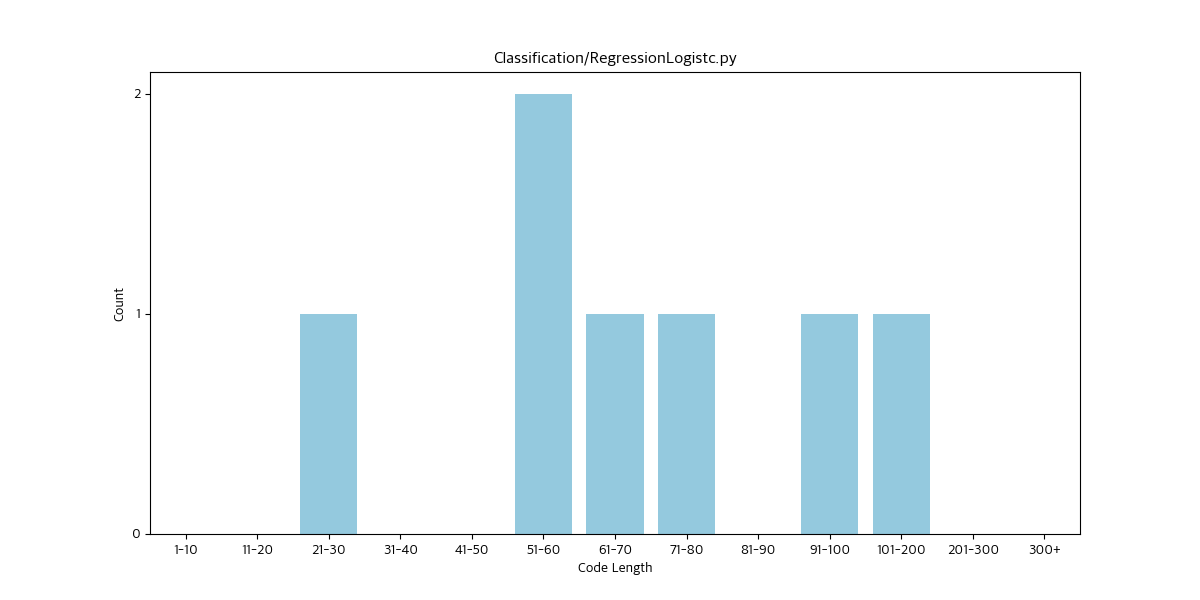 Classification/RegressionLogistc.py
2
1
0
Count
1-10 11-20 21-30 31-40 41-50 51-60 61-70 71-80 81-90 91-100 101-200 201-300 300+
Code Length